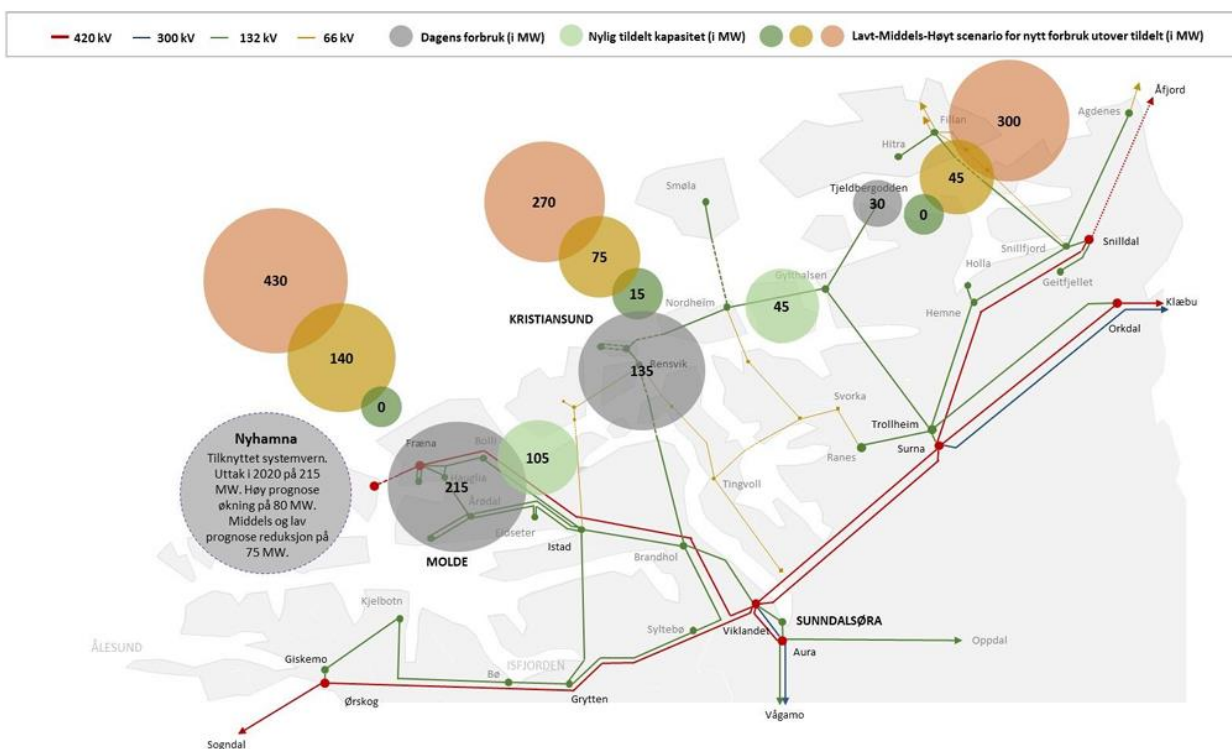 420 kV
300 kV
132 kV
66 kV
Dagens forbruk (i MW)
Nylig tildelt kapasitet (i MW)
Lavt-Middels-Høyt scenario for nytt forbruk utover tildelt (i MW)
Åfjord
Agdenes
Fillan
300
Hitra
45
Tjeldbergodden
30
0
Smøla
270
75
15
Snillfjord
Snilldal
Holla
Geitfjellet
430
Gylthalsen
45
Nordheim
Hemne
Klæbu
Orkdal
KRISTIANSUND
140
Bensvik
135
0
Svorka
Trollheim
Ranes
Surna
Nyhamna
Tilknyttet systemvern.
Uttak i 2020 på 215
MW. Høy prognose
økning på 80 MW.
Middels og lav
prognose reduksjon på
75 MW.
Fræna
Bolli
105
Hauglia
215
Årødal
Tingvoll
Istad
Brandhol
MOLDE
Kjelbotn
Syltebø
Viklandet
SUNNDALSØRA
Oppdal
Aura
ÅLESUND
Giskemo
Bø
ISFJORDEN
Ørskog
Grytten
Vågamo
Sogndal